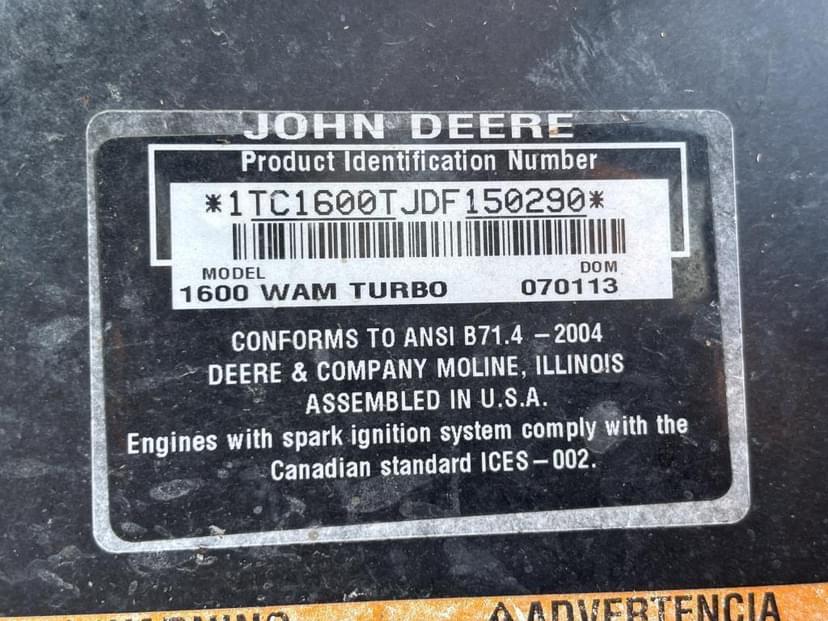 JOHN DEERE
Product Identification Number
*1TC1600TJDF150290*
MODEL DOM
1600 WAM TURBO 070113
CONFORMS TO ANSI B71.4 -2004
DEERE & COMPANY MOLINE, ILLINOIS
ASSEMBLED IN U.S.A.
Engines with spark ignition system comply with the
Canadian standard ICES-002.
WARNING ADVERTENCIA